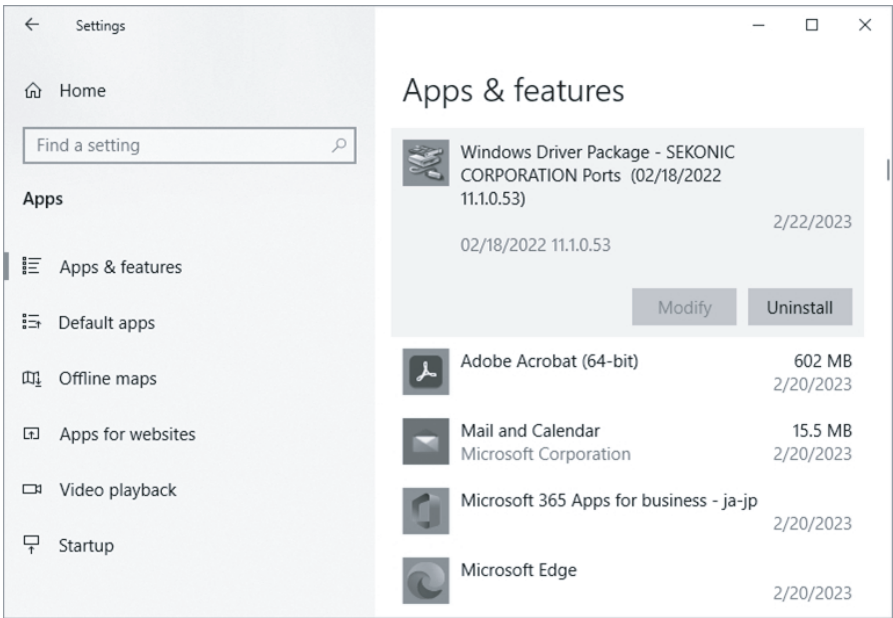 Settings
Home
Find a setting
Apps
Apps & features
Default apps
Offline maps
Apps for websites
Video playback
Startup
Apps & features
Windows Driver Package - SEKONIC
CORPORATION Ports (02/18/2022
11.1.0.53)
2/22/2023
02/18/2022 11.1.0.53
Modify
Uninstall
Adobe Acrobat (64-bit)
602 MB
2/20/2023
Mail and Calendar
15.5 MB
Microsoft Corporation
2/20/2023
Microsoft 365 Apps for business - ja-jp
2/20/2023
Microsoft Edge
2/20/2023